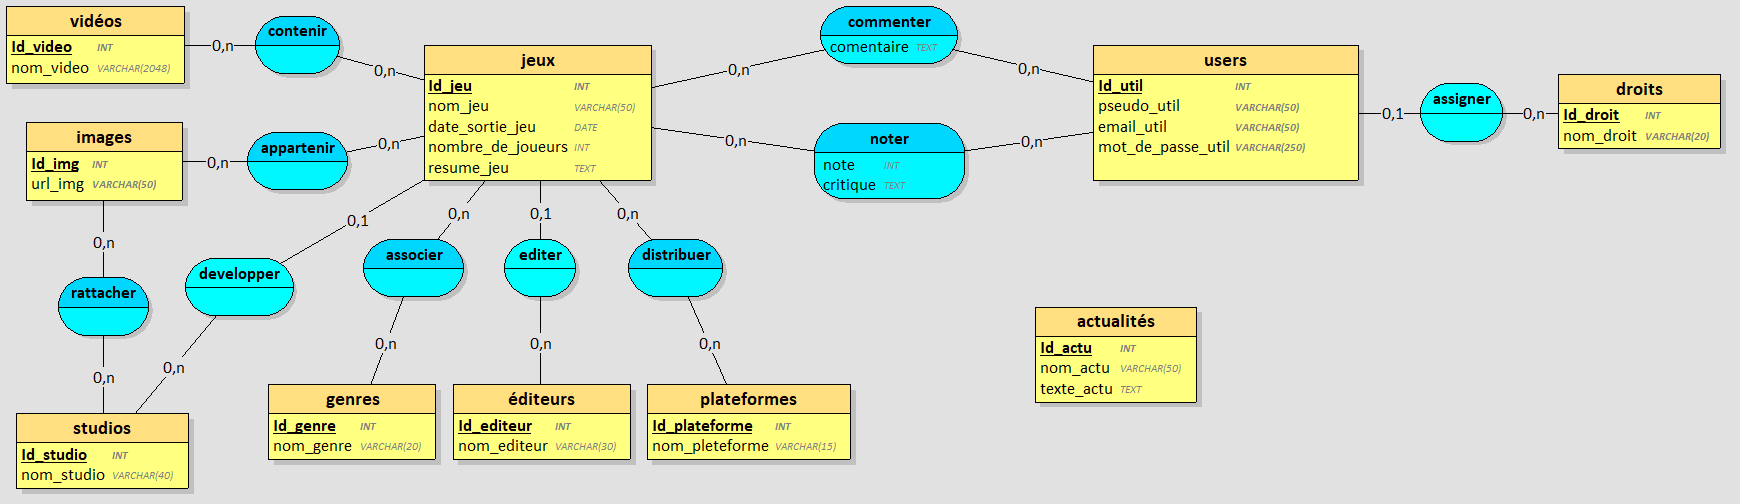 vidéos
Id_video INT
nom_video VARCHAR(2048)
0,n
contenir
0,n
jeux
Id_jeu INT
nom_jeu VARCHAR(50)
date_sortie_jeu DATE
nombre_de_joueurs INT
resume_jeu TEXT
0,n
commenter
comentaire TEXT
0,n
users
Id_util INT
pseudo_util VARCHAR(50)
email_util VARCHAR(50)
mot_de_passe_util VARCHAR(250)
0,1
assigner
0,n
droits
Id_droit INT
nom_droit VARCHAR(20)
images
Id_img INT
url_img VARCHAR(50)
0,n
appartenir
0,n
0,n
noter
note INT
critique TEXT
0,n
0,n
rattacher
0,n
0,1
developper
0,n
0,n
associer
0,n
0,1
editer
0,n
0,n
distribuer
0,n
studios
Id_studio INT
nom_studio VARCHAR(40)
genres
Id_genre INT
nom_genre VARCHAR(20)
éditeurs
Id_editeur INT
nom_editeur VARCHAR(30)
plateformes
Id_plateforme INT
nom_pleteforme VARCHAR(15)
actualités
Id_actu INT
nom_actu VARCHAR(50)
texte_actu TEXT